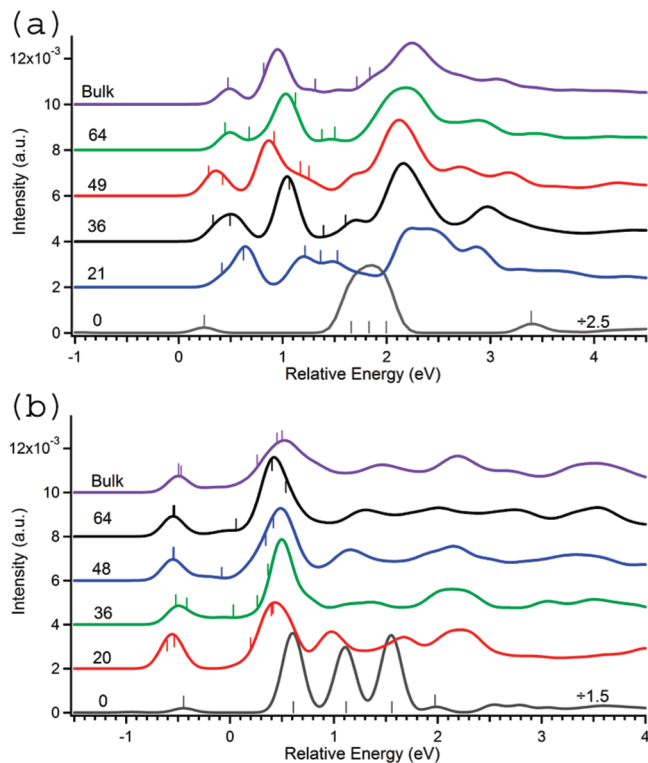 (a)
12x10⁻³
Bulk
10
64
8
49
6
36
4
21
2
0
÷2.5
0
-1 0 1 2 3 4
Relative Energy (eV)
Intensity (a.u.)
(b)
12x10⁻³
Bulk
10
64
8
48
6
36
4
20
2
0
÷1.5
0
-1 0 1 2 3 4
Relative Energy (eV)
Intensity (a.u.)